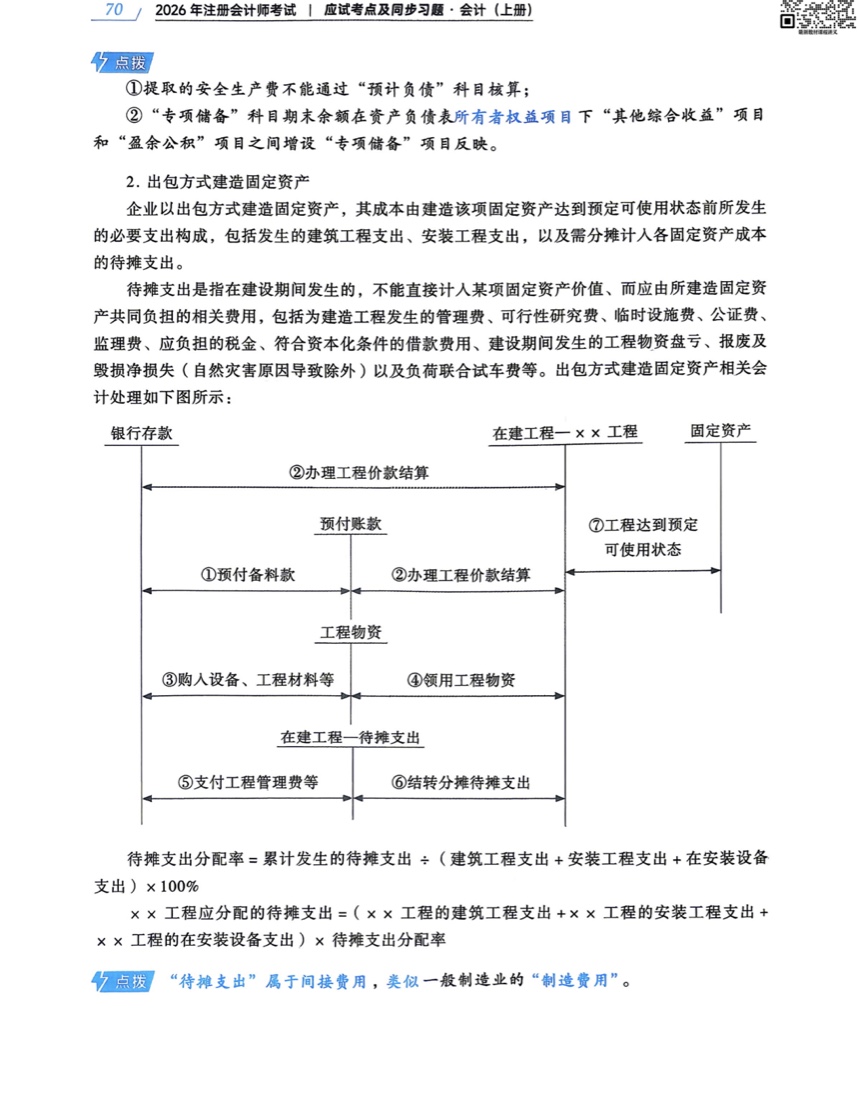 70 2026年注册会计师考试 | 应试考点及同步习题·会计（上册）
最新教材课程讲义
点拨
①提取的安全生产费不能通过“预计负债”科目核算；
②“专项储备”科目期末余额在资产负债表所有者权益项目下“其他综合收益”项目
和“盈余公积”项目之间增设“专项储备”项目反映。
2. 出包方式建造固定资产
企业以出包方式建造固定资产，其成本由建造该项固定资产达到预定可使用状态前所发生
的必要支出构成，包括发生的建筑工程支出、安装工程支出，以及需分摊计入各固定资产成本
的待摊支出。
待摊支出是指在建设期间发生的，不能直接计入某项固定资产价值、而应由所建造固定资
产共同负担的相关费用，包括为建造工程发生的管理费、可行性研究费、临时设施费、公证费、
监理费、应负担的税金、符合资本化条件的借款费用、建设期间发生的工程物资盘亏、报废及
毁损净损失（自然灾害原因导致除外）以及负荷联合试车费等。出包方式建造固定资产相关会
计处理如下图所示：
银行存款
在建工程—××工程
固定资产
②办理工程价款结算
预付账款
⑦工程达到预定
可使用状态
①预付备料款
②办理工程价款结算
工程物资
③购入设备、工程材料等
④领用工程物资
在建工程—待摊支出
⑤支付工程管理费等
⑥结转分摊待摊支出
待摊支出分配率=累计发生的待摊支出÷（建筑工程支出+安装工程支出+在安装设备
支出）×100%
××工程应分配的待摊支出=（××工程的建筑工程支出+××工程的安装工程支出+
××工程的在安装设备支出）×待摊支出分配率
点拨 “待摊支出”属于间接费用，类似一般制造业的“制造费用”。